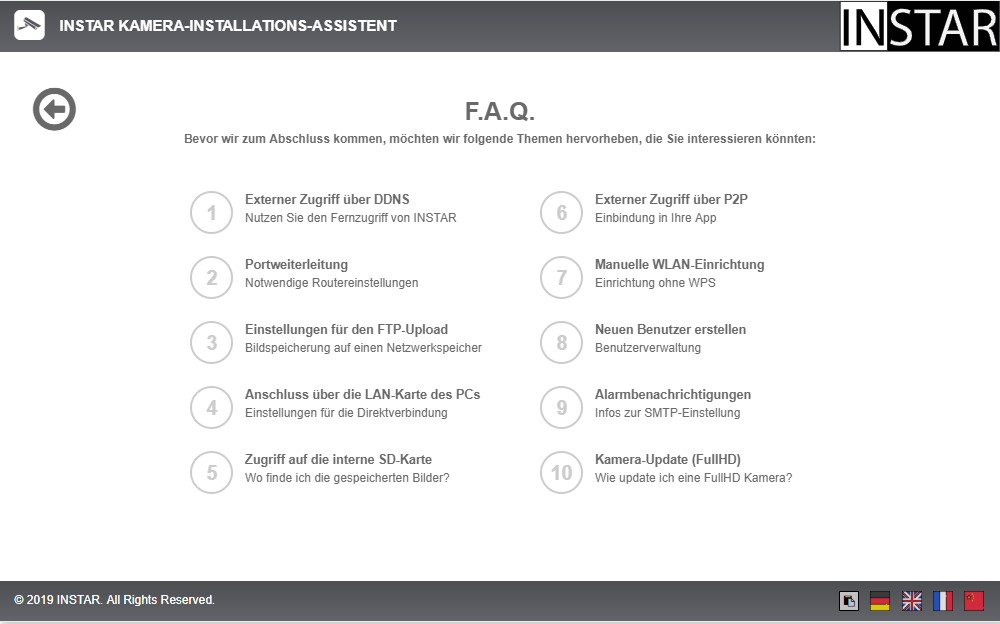 INSTAR KAMERA-INSTALLATIONS-ASSISTENT
INSTAR
F.A.Q.
Bevor wir zum Abschluss kommen, möchten wir folgende Themen hervorheben, die Sie interessieren könnten:
1
Externer Zugriff über DDNS
Nutzen Sie den Fernzugriff von INSTAR
2
Portweiterleitung
Notwendige Routereinstellungen
3
Einstellungen für den FTP-Upload
Bildspeicherung auf einen Netzwerkspeicher
4
Anschluss über die LAN-Karte des PCs
Einstellungen für die Direktverbindung
5
Zugriff auf die interne SD-Karte
Wo finde ich die gespeicherten Bilder?
6
Externer Zugriff über P2P
Einbindung in Ihre App
7
Manuelle WLAN-Einrichtung
Einrichtung ohne WPS
8
Neuen Benutzer erstellen
Benutzerverwaltung
9
Alarmbenachrichtigungen
Infos zur SMTP-Einstellung
10
Kamera-Update (FullHD)
Wie update ich eine FullHD Kamera?
© 2019 INSTAR. All Rights Reserved.